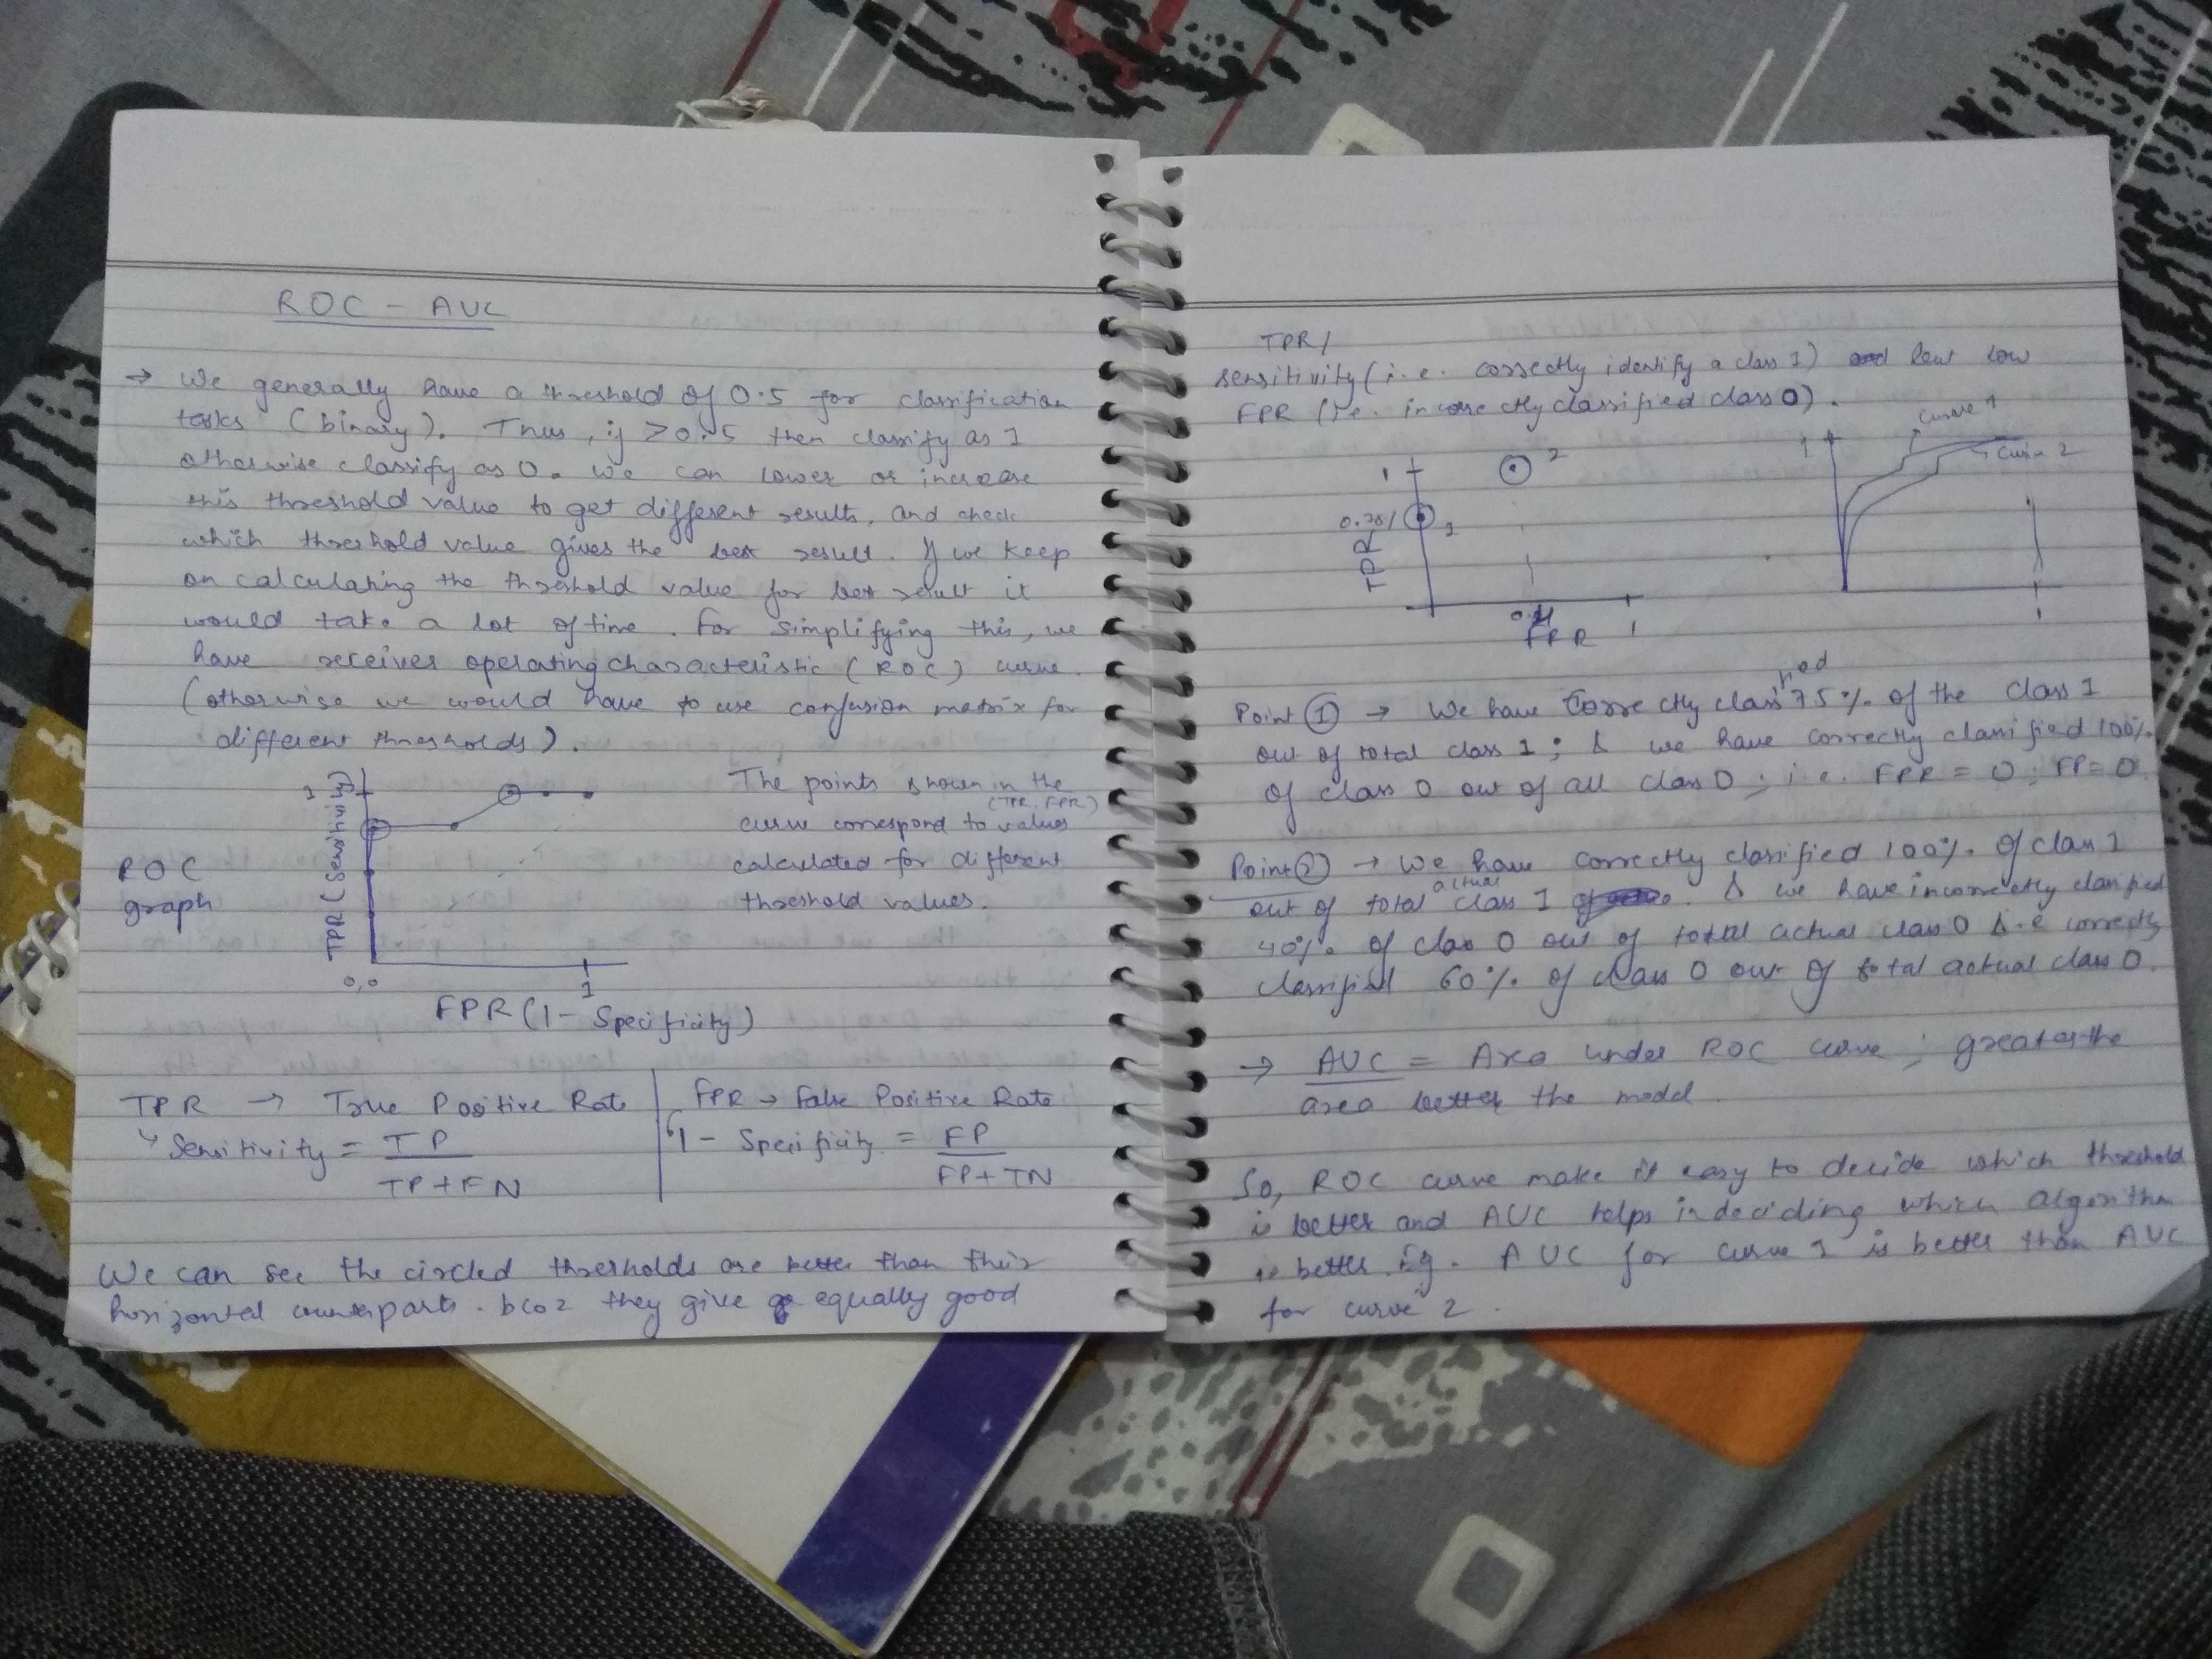 ROC - AUC
→ We generally have a threshold of 0.5 for classification
tasks (binary). Thus, if > 0.5 then classify as 1
otherwise classify as 0. We can lower or increase
this threshold value to get different results, and check
which threshold value gives the best result. If we keep
on calculating the threshold value for best result it
would take a lot of time. For simplifying this, we
have receiver operating characteristic (ROC) curve.
(otherwise we would have to use confusion matrix for
different thresholds).
ROC
graph
TPR (Sensitivity)
1
0,0
1
FPR (1 - Specificity)
The points shown in the
(TPR, FPR)
curve correspond to values
calculated for different
threshold values.
TPR → True Positive Rate
↳ Sensitivity = TP
TP + FN
FPR → False Positive Rate
1 - Specificity = FP
FP + TN
We can see the circled thresholds are better than their
horizontal counterparts. bcoz they give equally good
TPR/
sensitivity (i.e. correctly identify a class 1) low
FPR (i.e. incorrectly classified class 0).
1
2
1
TPR
FPR
1
1
curve 1
curve 2
1
Point ① → We have correctly classified 75% of the class 1
out of total class 1; & we have correctly classified 100%
of class 0 out of all class 0; i.e. FPR = 0; FP = 0
Point ② → We have correctly classified 100% of class 1
out of total actual class 1. & we have incorrectly classified
40% of class 0 out of total actual class 0 & i.e correctly
classified 60% of class 0 out of total actual class 0.
→ AUC = Area under ROC curve; greater the
area better the model.
So, ROC curve make it easy to decide which threshold
is better and AUC helps in deciding which algorithm
is better. Eg. AUC for curve 1 is better than AUC
for curve 2.